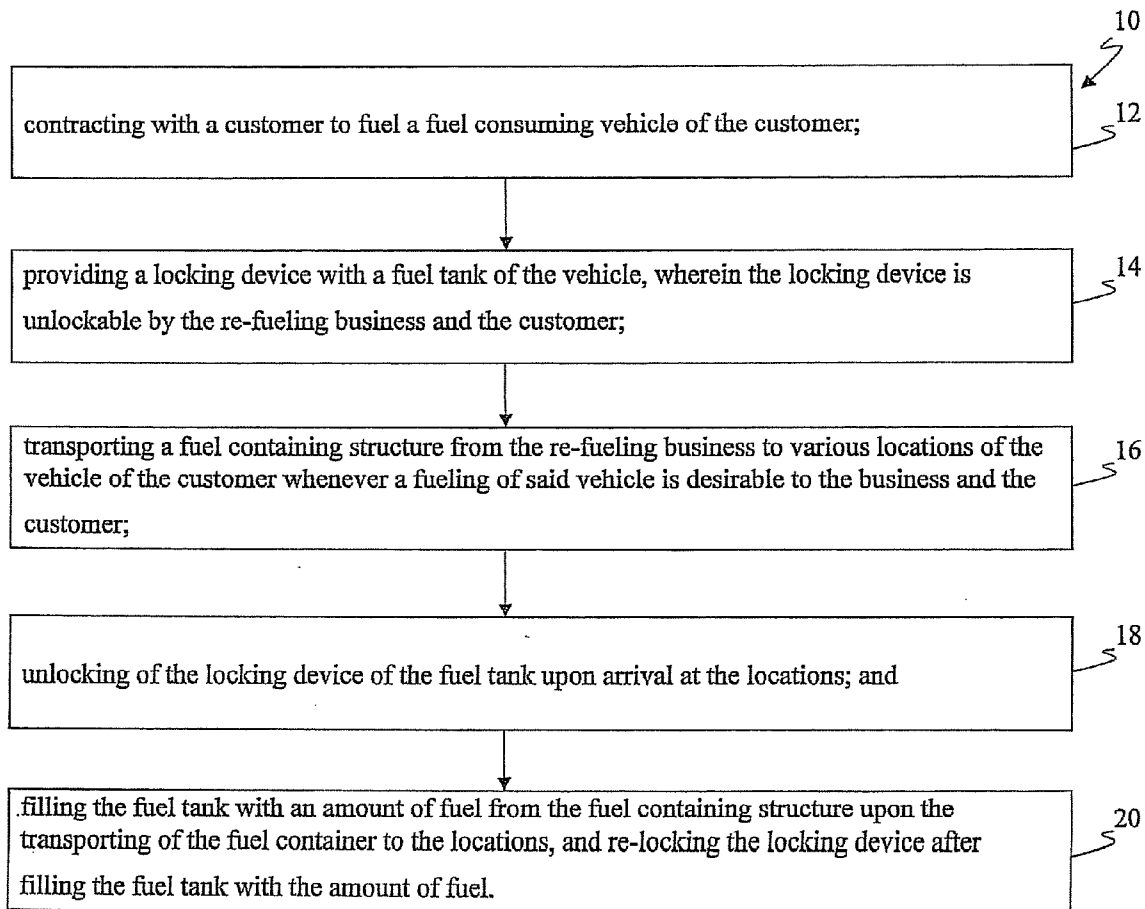 10
contracting with a customer to fuel a fuel consuming vehicle of the customer;
12
providing a locking device with a fuel tank of the vehicle, wherein the locking device is
unlockable by the re-fueling business and the customer;
14
transporting a fuel containing structure from the re-fueling business to various locations of the
vehicle of the customer whenever a fueling of said vehicle is desirable to the business and the
customer;
16
unlocking of the locking device of the fuel tank upon arrival at the locations; and
18
filling the fuel tank with an amount of fuel from the fuel containing structure upon the
transporting of the fuel container to the locations, and re-locking the locking device after
filling the fuel tank with the amount of fuel.
20